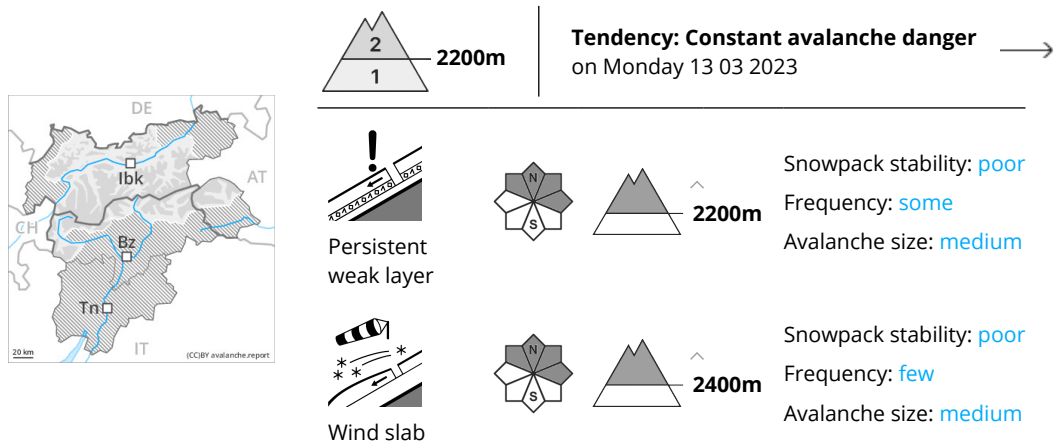 2
1
2200m
Tendency: Constant avalanche danger
on Monday 13 03 2023
DE
Ibk
AT
CH
Bz
Tn
IT
20 km
(CC)BY avalanche.report
Persistent
weak layer
N
S
2200m
Snowpack stability: poor
Frequency: some
Avalanche size: medium
Wind slab
N
S
2400m
Snowpack stability: poor
Frequency: few
Avalanche size: medium